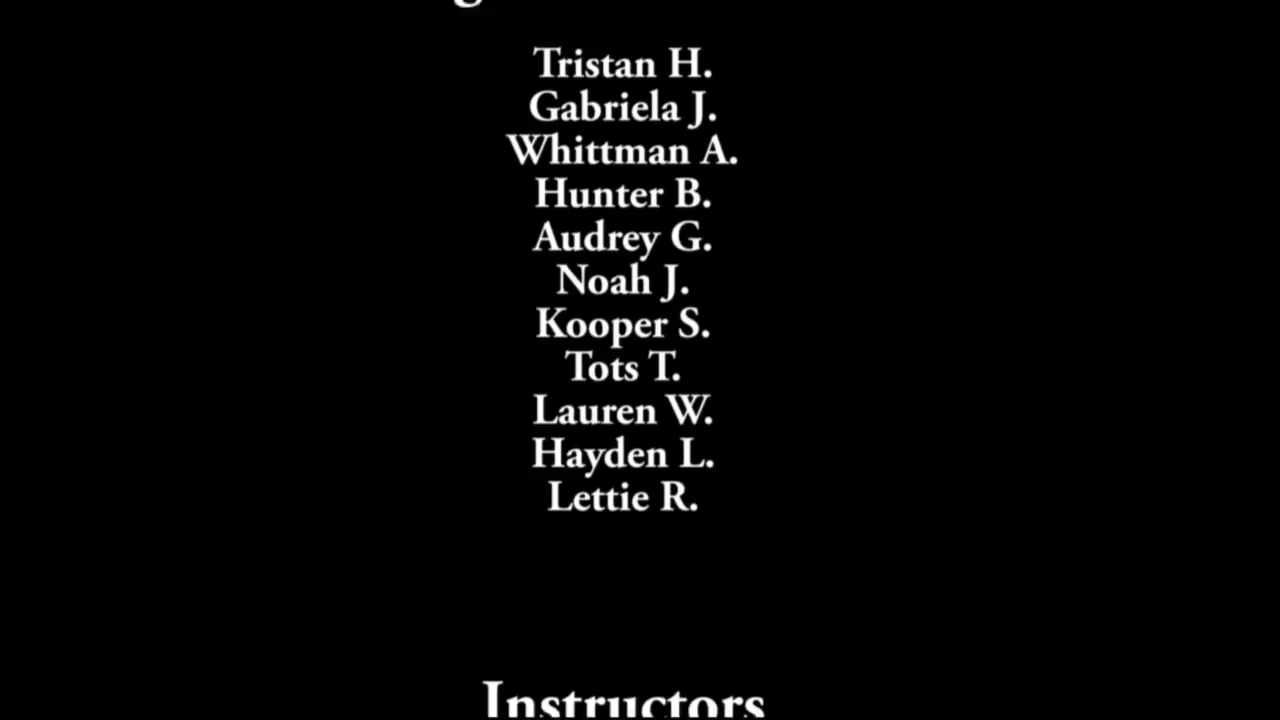 Tristan H.
Gabriela J.
Whittman A.
Hunter B.
Audrey G.
Noah J.
Kooper S.
Tots T.
Lauren W.
Hayden L.
Lettie R.
Instructors